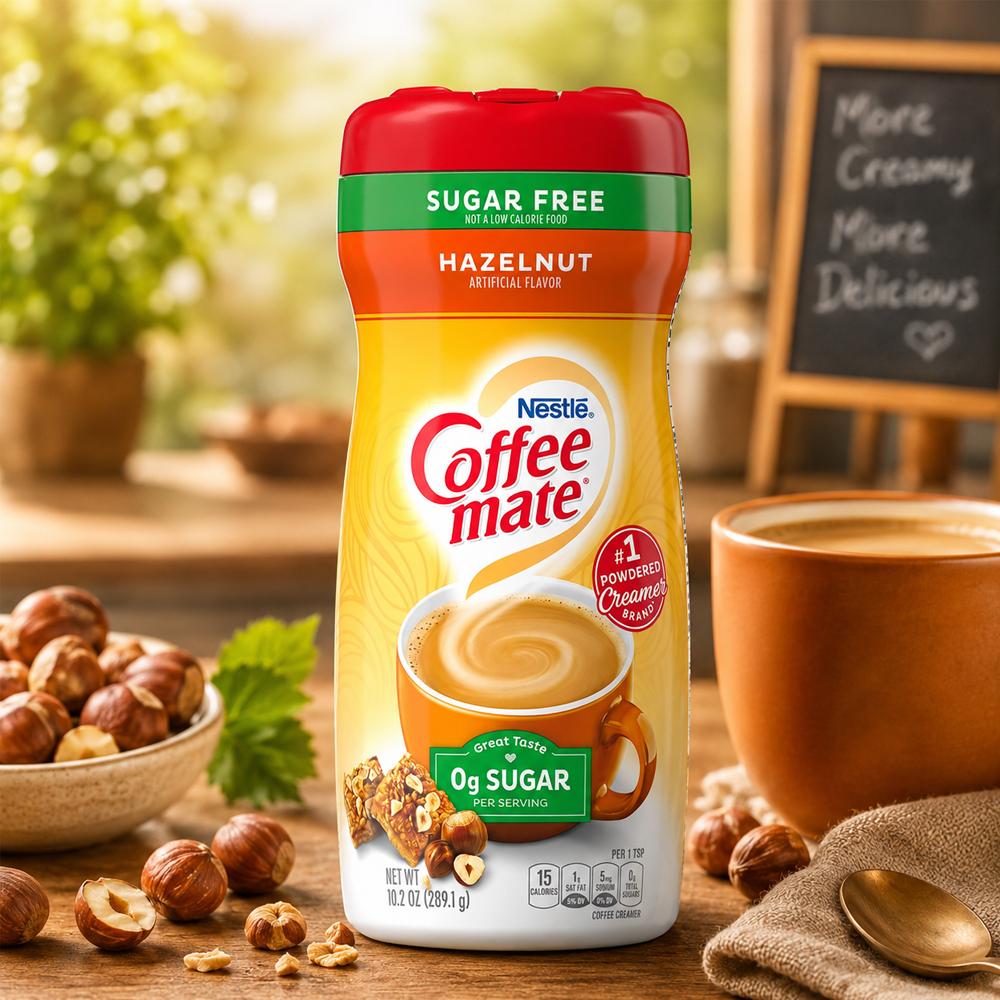 SUGAR FREE
NOT A LOW CALORIE FOOD
HAZELNUT
ARTIFICIAL FLAVOR
Nestlé®
Coffee
mate®
#1
POWDERED
Creamer
BRAND
Great Taste
0g SUGAR
PER SERVING
NET WT
10.2 OZ (289.1 g)
PER 1 TSP
15
CALORIES
1g
SAT FAT
5% DV
5mg
SODIUM
0% DV
0g
TOTAL
SUGARS
COFFEE CREAMER
More
Creamy
More
Delicious